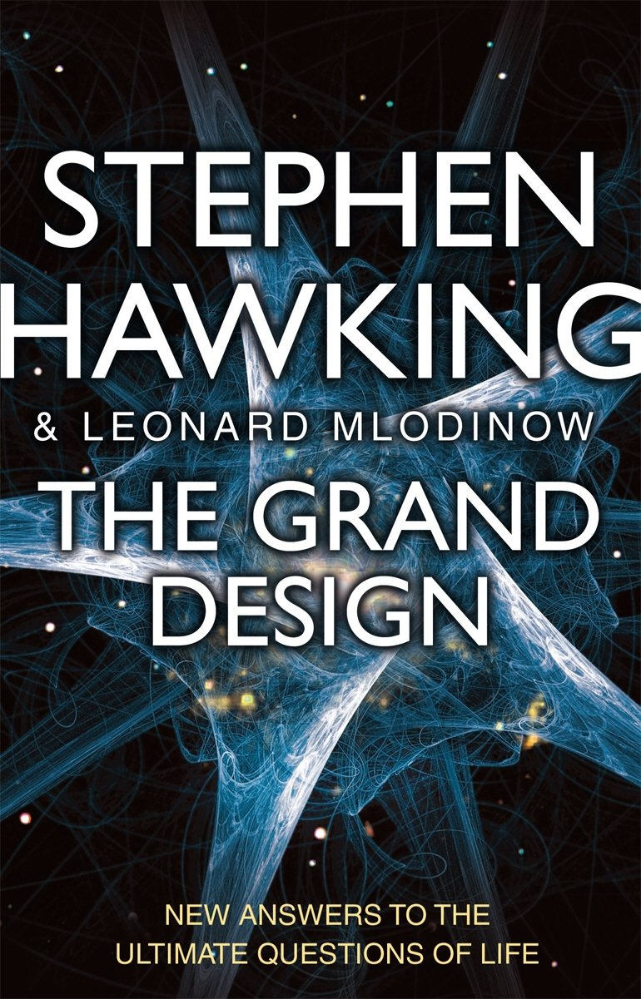 STEPHEN
HAWKING
& LEONARD MLODINOW
THE GRAND
DESIGN
NEW ANSWERS TO THE
ULTIMATE QUESTIONS OF LIFE